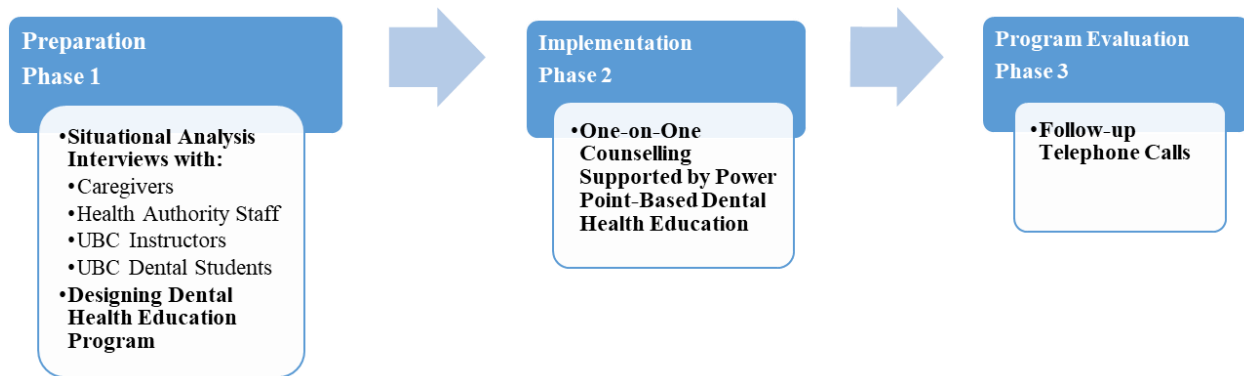 Preparation
Phase 1
•Situational Analysis
Interviews with:
•Caregivers
•Health Authority Staff
•UBC Instructors
•UBC Dental Students
•Designing Dental
Health Education
Program
Implementation
Phase 2
•One-on-One
Counselling
Supported by Power
Point-Based Dental
Health Education
Program Evaluation
Phase 3
•Follow-up
Telephone Calls